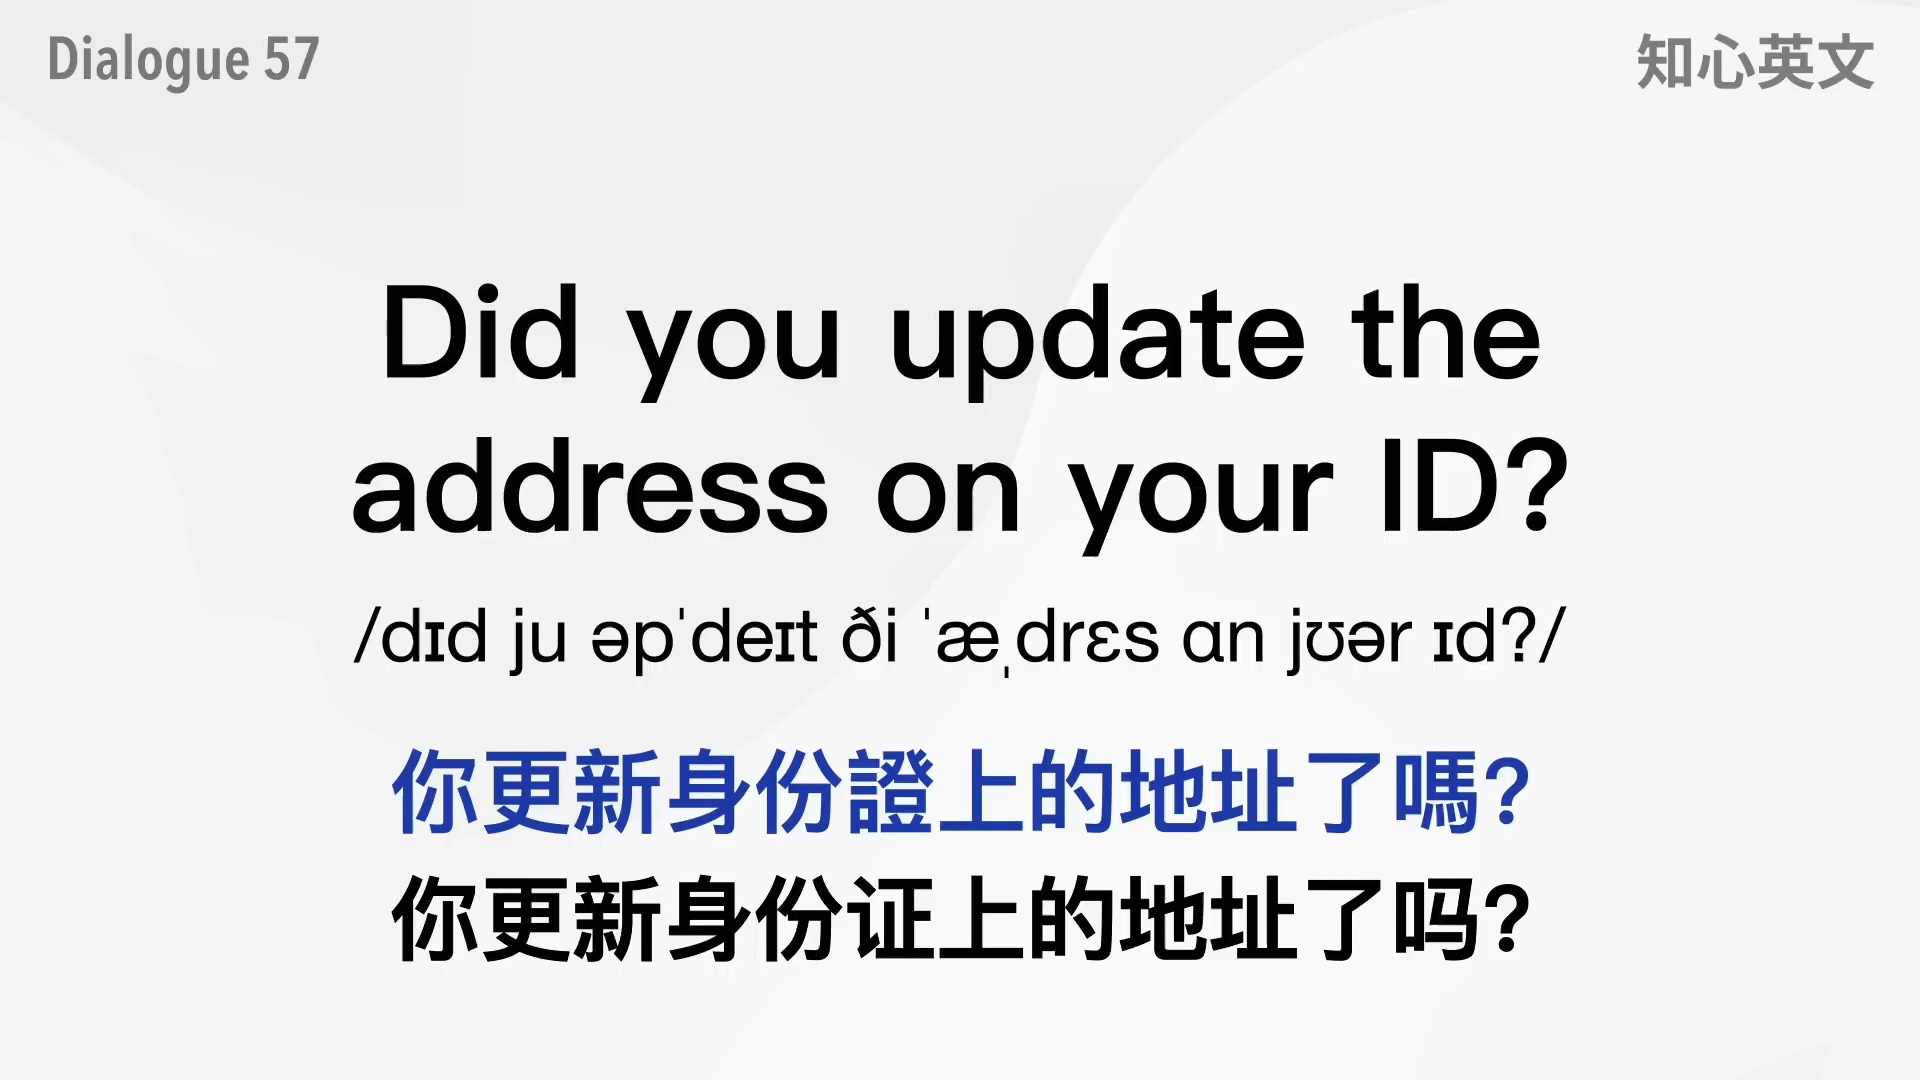 Dialogue 57
知心英文
Did you update the
address on your ID?
/dɪd ju əpˈdeɪt ði ˈæˌdrɛs ɑn jʊər ɪd?/
你更新身份證上的地址了嗎?
你更新身份证上的地址了吗?